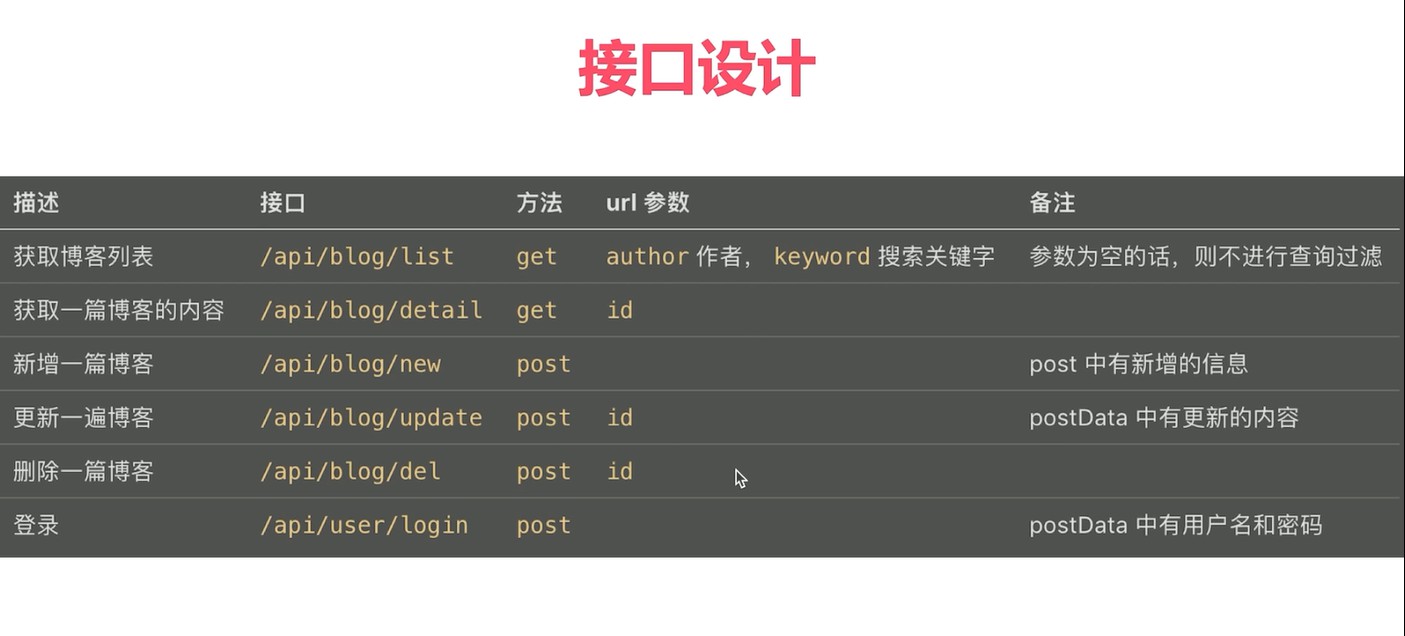 接口设计
描述 接口 方法 url 参数 备注
获取博客列表 /api/blog/list get author 作者， keyword 搜索关键字 参数为空的话，则不进行查询过滤
获取一篇博客的内容 /api/blog/detail get id
新增一篇博客 /api/blog/new post post 中有新增的信息
更新一遍博客 /api/blog/update post id postData 中有更新的内容
删除一篇博客 /api/blog/del post id
登录 /api/user/login post postData 中有用户名和密码